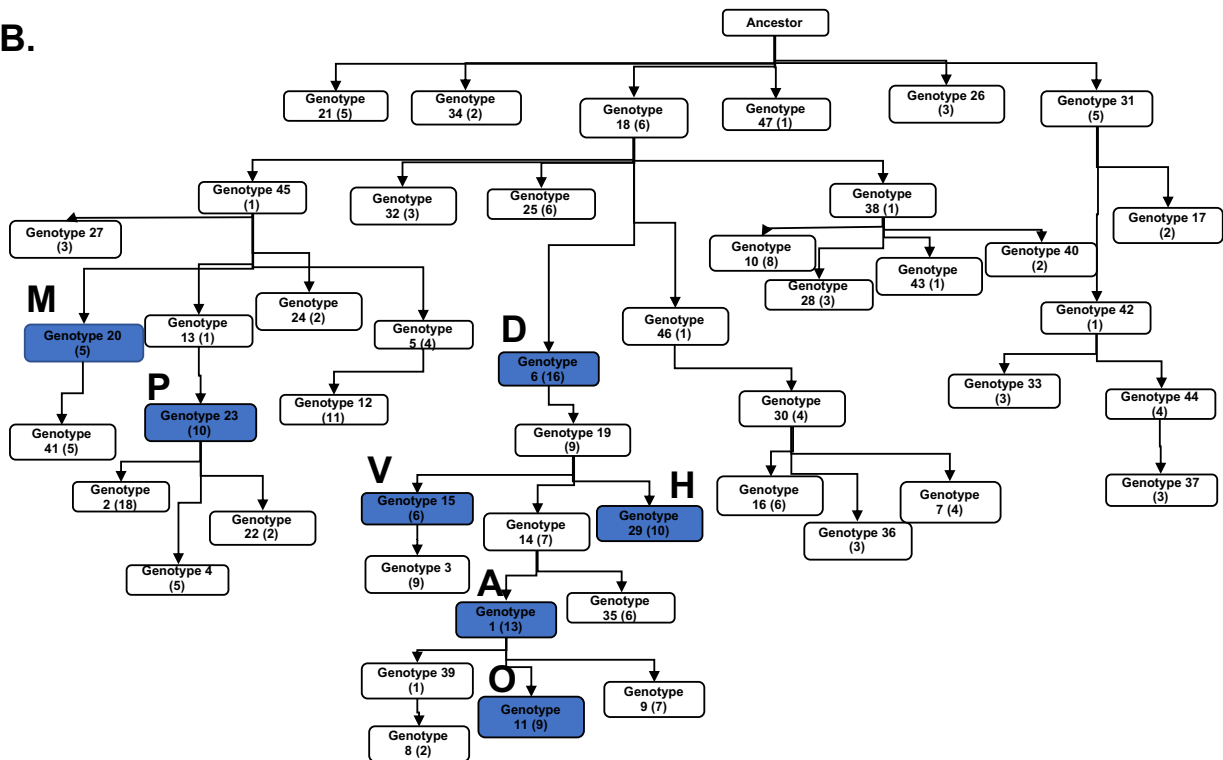 B.
Ancestor
Genotype
21 (5)
Genotype
34 (2)
Genotype
18 (6)
Genotype
47 (1)
Genotype 26
(3)
Genotype 31
(5)
Genotype 45
(1)
Genotype
32 (3)
Genotype
25 (6)
Genotype
38 (1)
Genotype 17
(2)
Genotype 27
(3)
Genotype
10 (8)
Genotype
28 (3)
Genotype
43 (1)
Genotype 40
(2)
M
Genotype 20
(5)
Genotype
13 (1)
Genotype
24 (2)
Genotype
5 (4)
D
Genotype
6 (16)
Genotype
46 (1)
Genotype 42
(1)
P
Genotype 23
(10)
Genotype 12
(11)
Genotype
41 (5)
Genotype 19
(9)
Genotype
30 (4)
Genotype 33
(3)
Genotype 44
(4)
Genotype
2 (18)
Genotype
22 (2)
Genotype 4
(5)
V
Genotype 15
(6)
Genotype
14 (7)
H
Genotype
29 (10)
Genotype
16 (6)
Genotype 36
(3)
Genotype
7 (4)
Genotype 37
(3)
Genotype 3
(9)
A
Genotype
1 (13)
Genotype
35 (6)
Genotype 39
(1)
O
Genotype
11 (9)
Genotype
9 (7)
Genotype
8 (2)